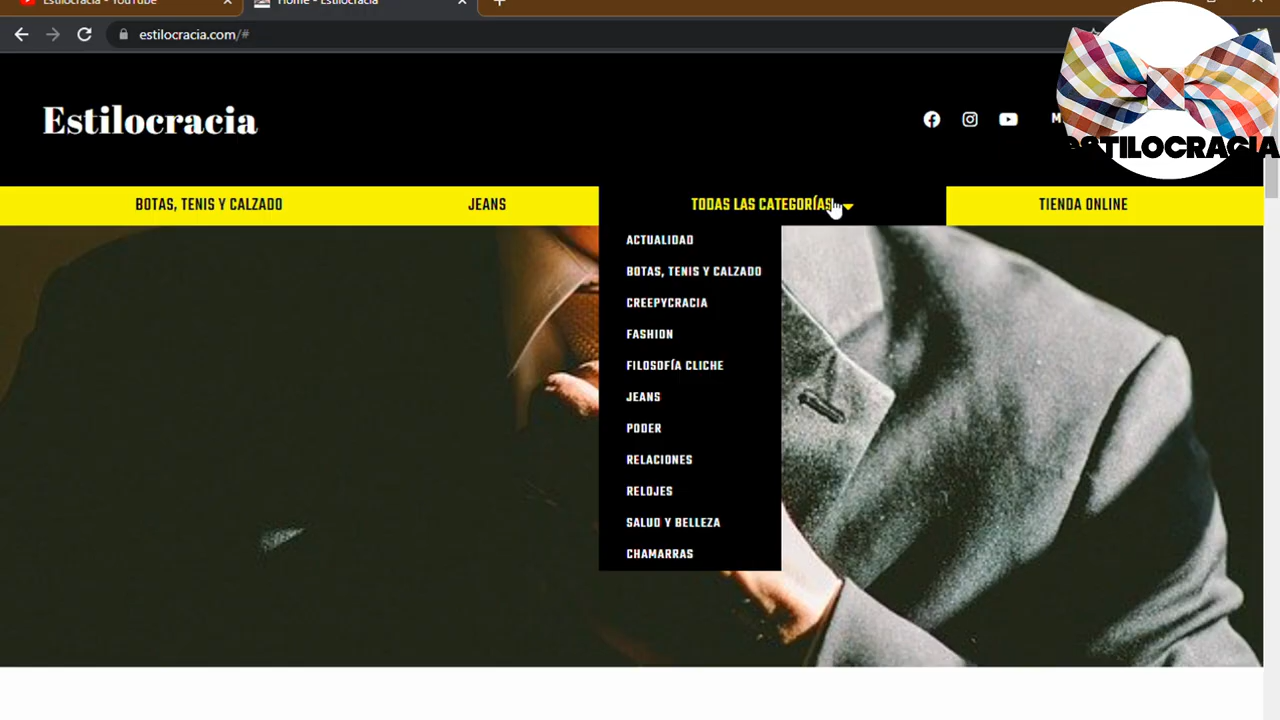 Estilocracia - YouTube
Home - Estilocracia
estilocracia.com/#
Estilocracia
ESTILOCRACIA
BOTAS, TENIS Y CALZADO
JEANS
TODAS LAS CATEGORÍAS
TIENDA ONLINE
ACTUALIDAD
BOTAS, TENIS Y CALZADO
CREEPYCRACIA
FASHION
FILOSOFÍA CLICHE
JEANS
PODER
RELACIONES
RELOJES
SALUD Y BELLEZA
CHAMARRAS